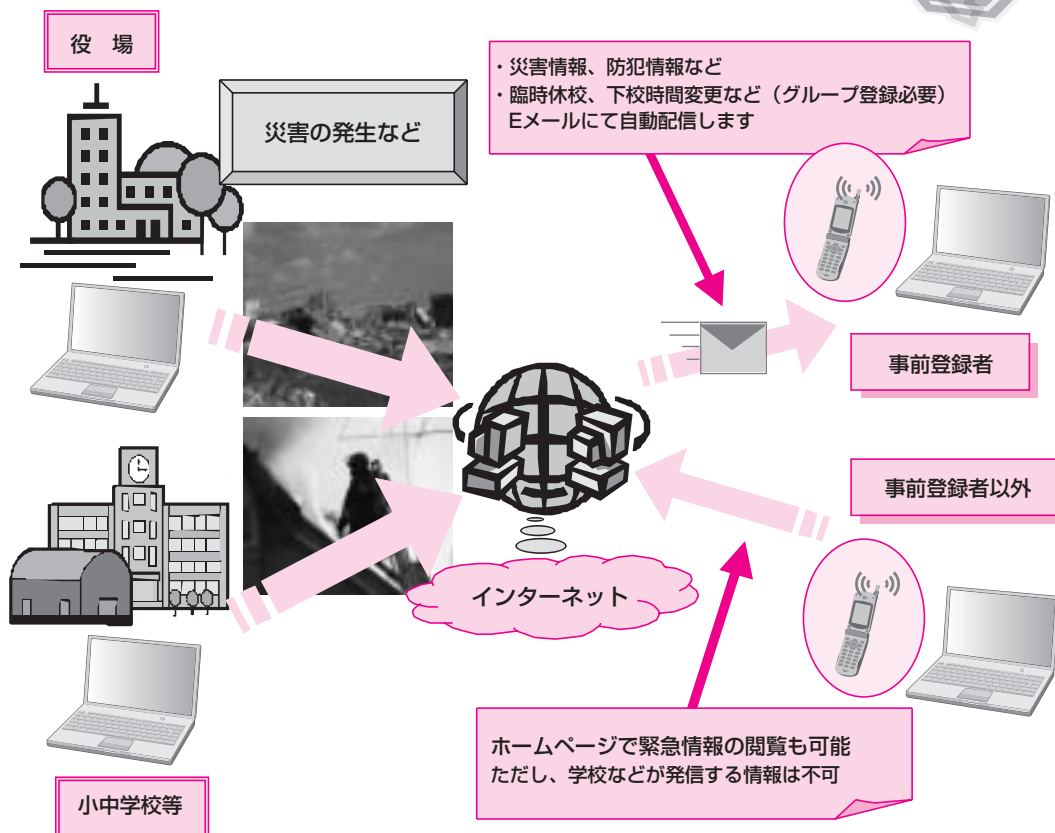 役 場
災害の発生など
・災害情報、防犯情報など
・臨時休校、下校時間変更など（グループ登録必要）
Eメールにて自動配信します
事前登録者
事前登録者以外
インターネット
ホームページで緊急情報の閲覧も可能
ただし、学校などが発信する情報は不可
小中学校等